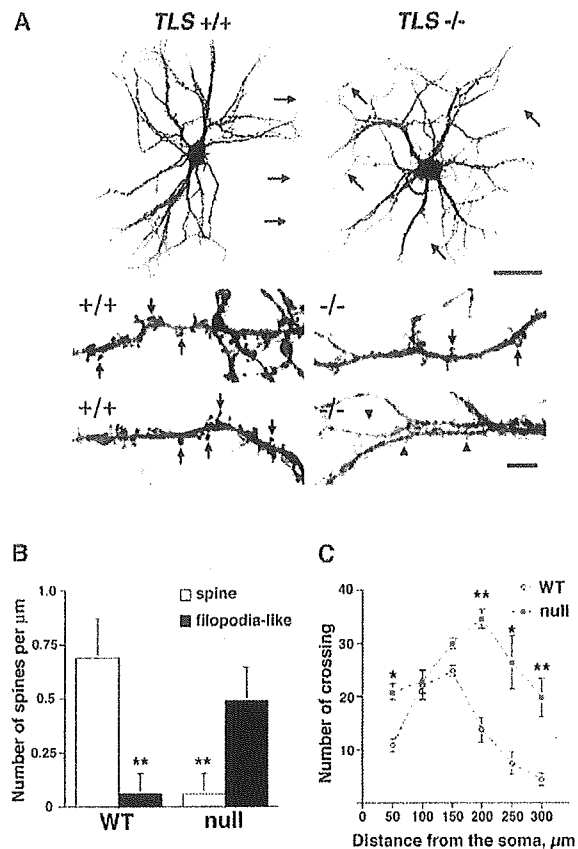 A
TLS +/+ TLS -/-
+/+ -/-
+/+ -/-
B
Number of spines per µm
1.0
0.75
0.5
0.25
0
spine
filopodia-like
** **
WT null
C
Number of crossing
40
30
20
10
WT
null
* ** * **
0 50 100 150 200 250 300
Distance from the soma, µm